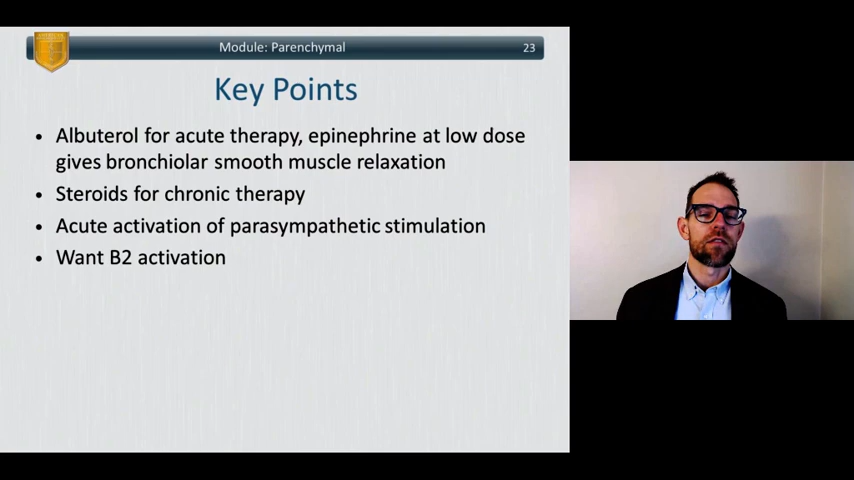 Module: Parenchymal
23
Key Points
• Albuterol for acute therapy, epinephrine at low dose
gives bronchiolar smooth muscle relaxation
• Steroids for chronic therapy
• Acute activation of parasympathetic stimulation
• Want B2 activation